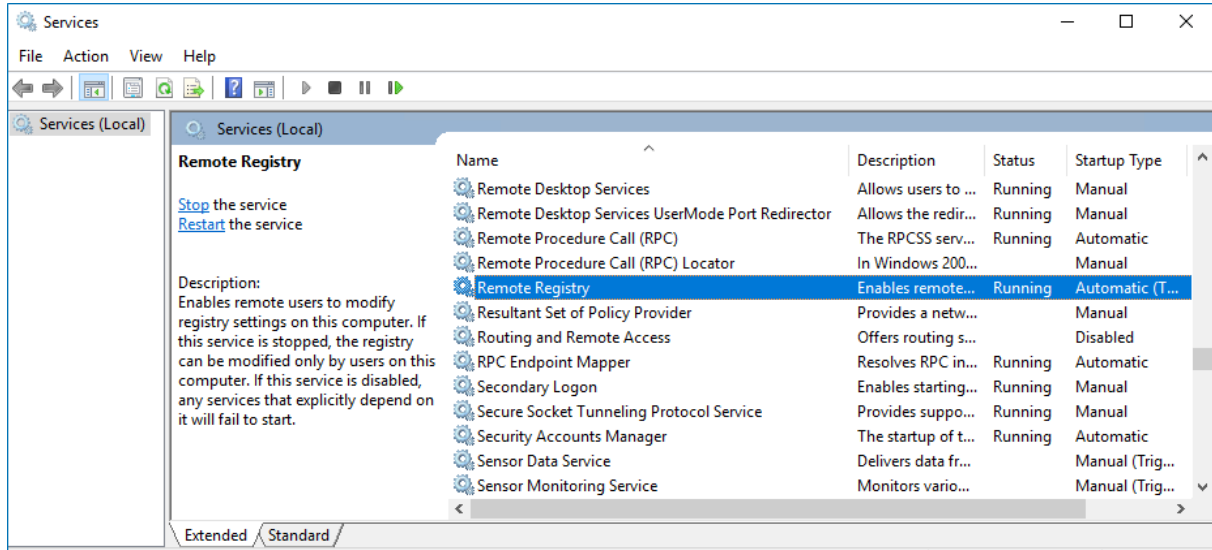 Services
File Action View Help
Services (Local)
Services (Local)
Remote Registry
Stop the service
Restart the service
Description:
Enables remote users to modify
registry settings on this computer. If
this service is stopped, the registry
can be modified only by users on this
computer. If this service is disabled,
any services that explicitly depend on
it will fail to start.
Name Description Status Startup Type
Remote Desktop Services Allows users to ... Running Manual
Remote Desktop Services UserMode Port Redirector Allows the redir... Running Manual
Remote Procedure Call (RPC) The RPCSS serv... Running Automatic
Remote Procedure Call (RPC) Locator In Windows 200... Manual
Remote Registry Enables remote... Running Automatic (T...
Resultant Set of Policy Provider Provides a netw... Manual
Routing and Remote Access Offers routing s... Disabled
RPC Endpoint Mapper Resolves RPC in... Running Automatic
Secondary Logon Enables starting... Running Manual
Secure Socket Tunneling Protocol Service Provides suppo... Running Manual
Security Accounts Manager The startup of t... Running Automatic
Sensor Data Service Delivers data fr... Manual (Trig...
Sensor Monitoring Service Monitors vario... Manual (Trig...
Extended Standard